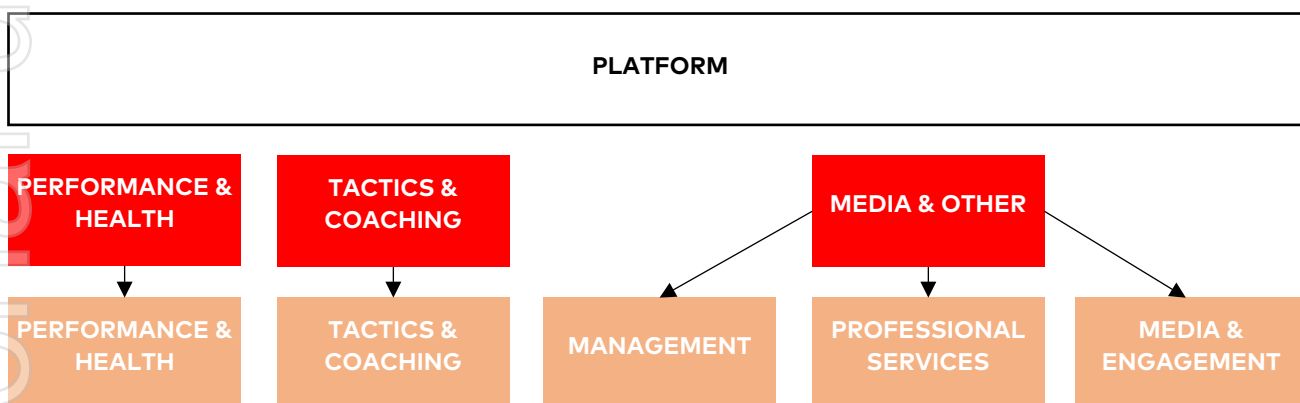 PLATFORM
PERFORMANCE &
HEALTH
TACTICS &
COACHING
MEDIA & OTHER
PERFORMANCE &
HEALTH
TACTICS &
COACHING
MANAGEMENT
PROFESSIONAL
SERVICES
MEDIA &
ENGAGEMENT